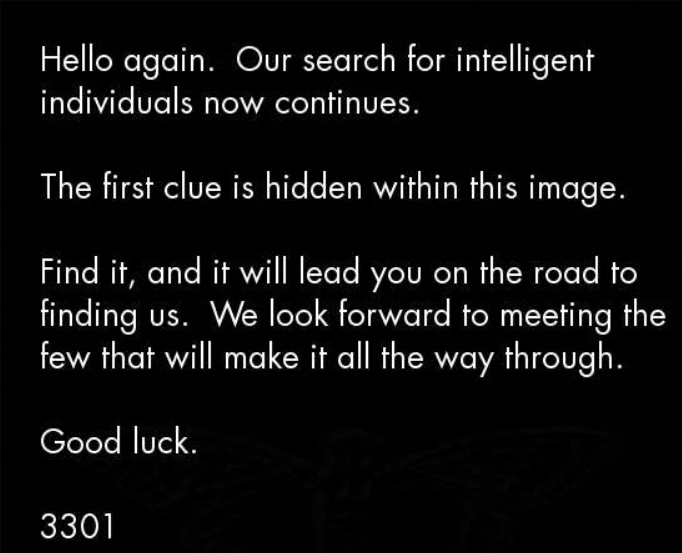 Hello again.  Our search for intelligent
individuals now continues.
The first clue is hidden within this image.
Find it, and it will lead you on the road to
finding us.  We look forward to meeting the
few that will make it all the way through.
Good luck.
3301